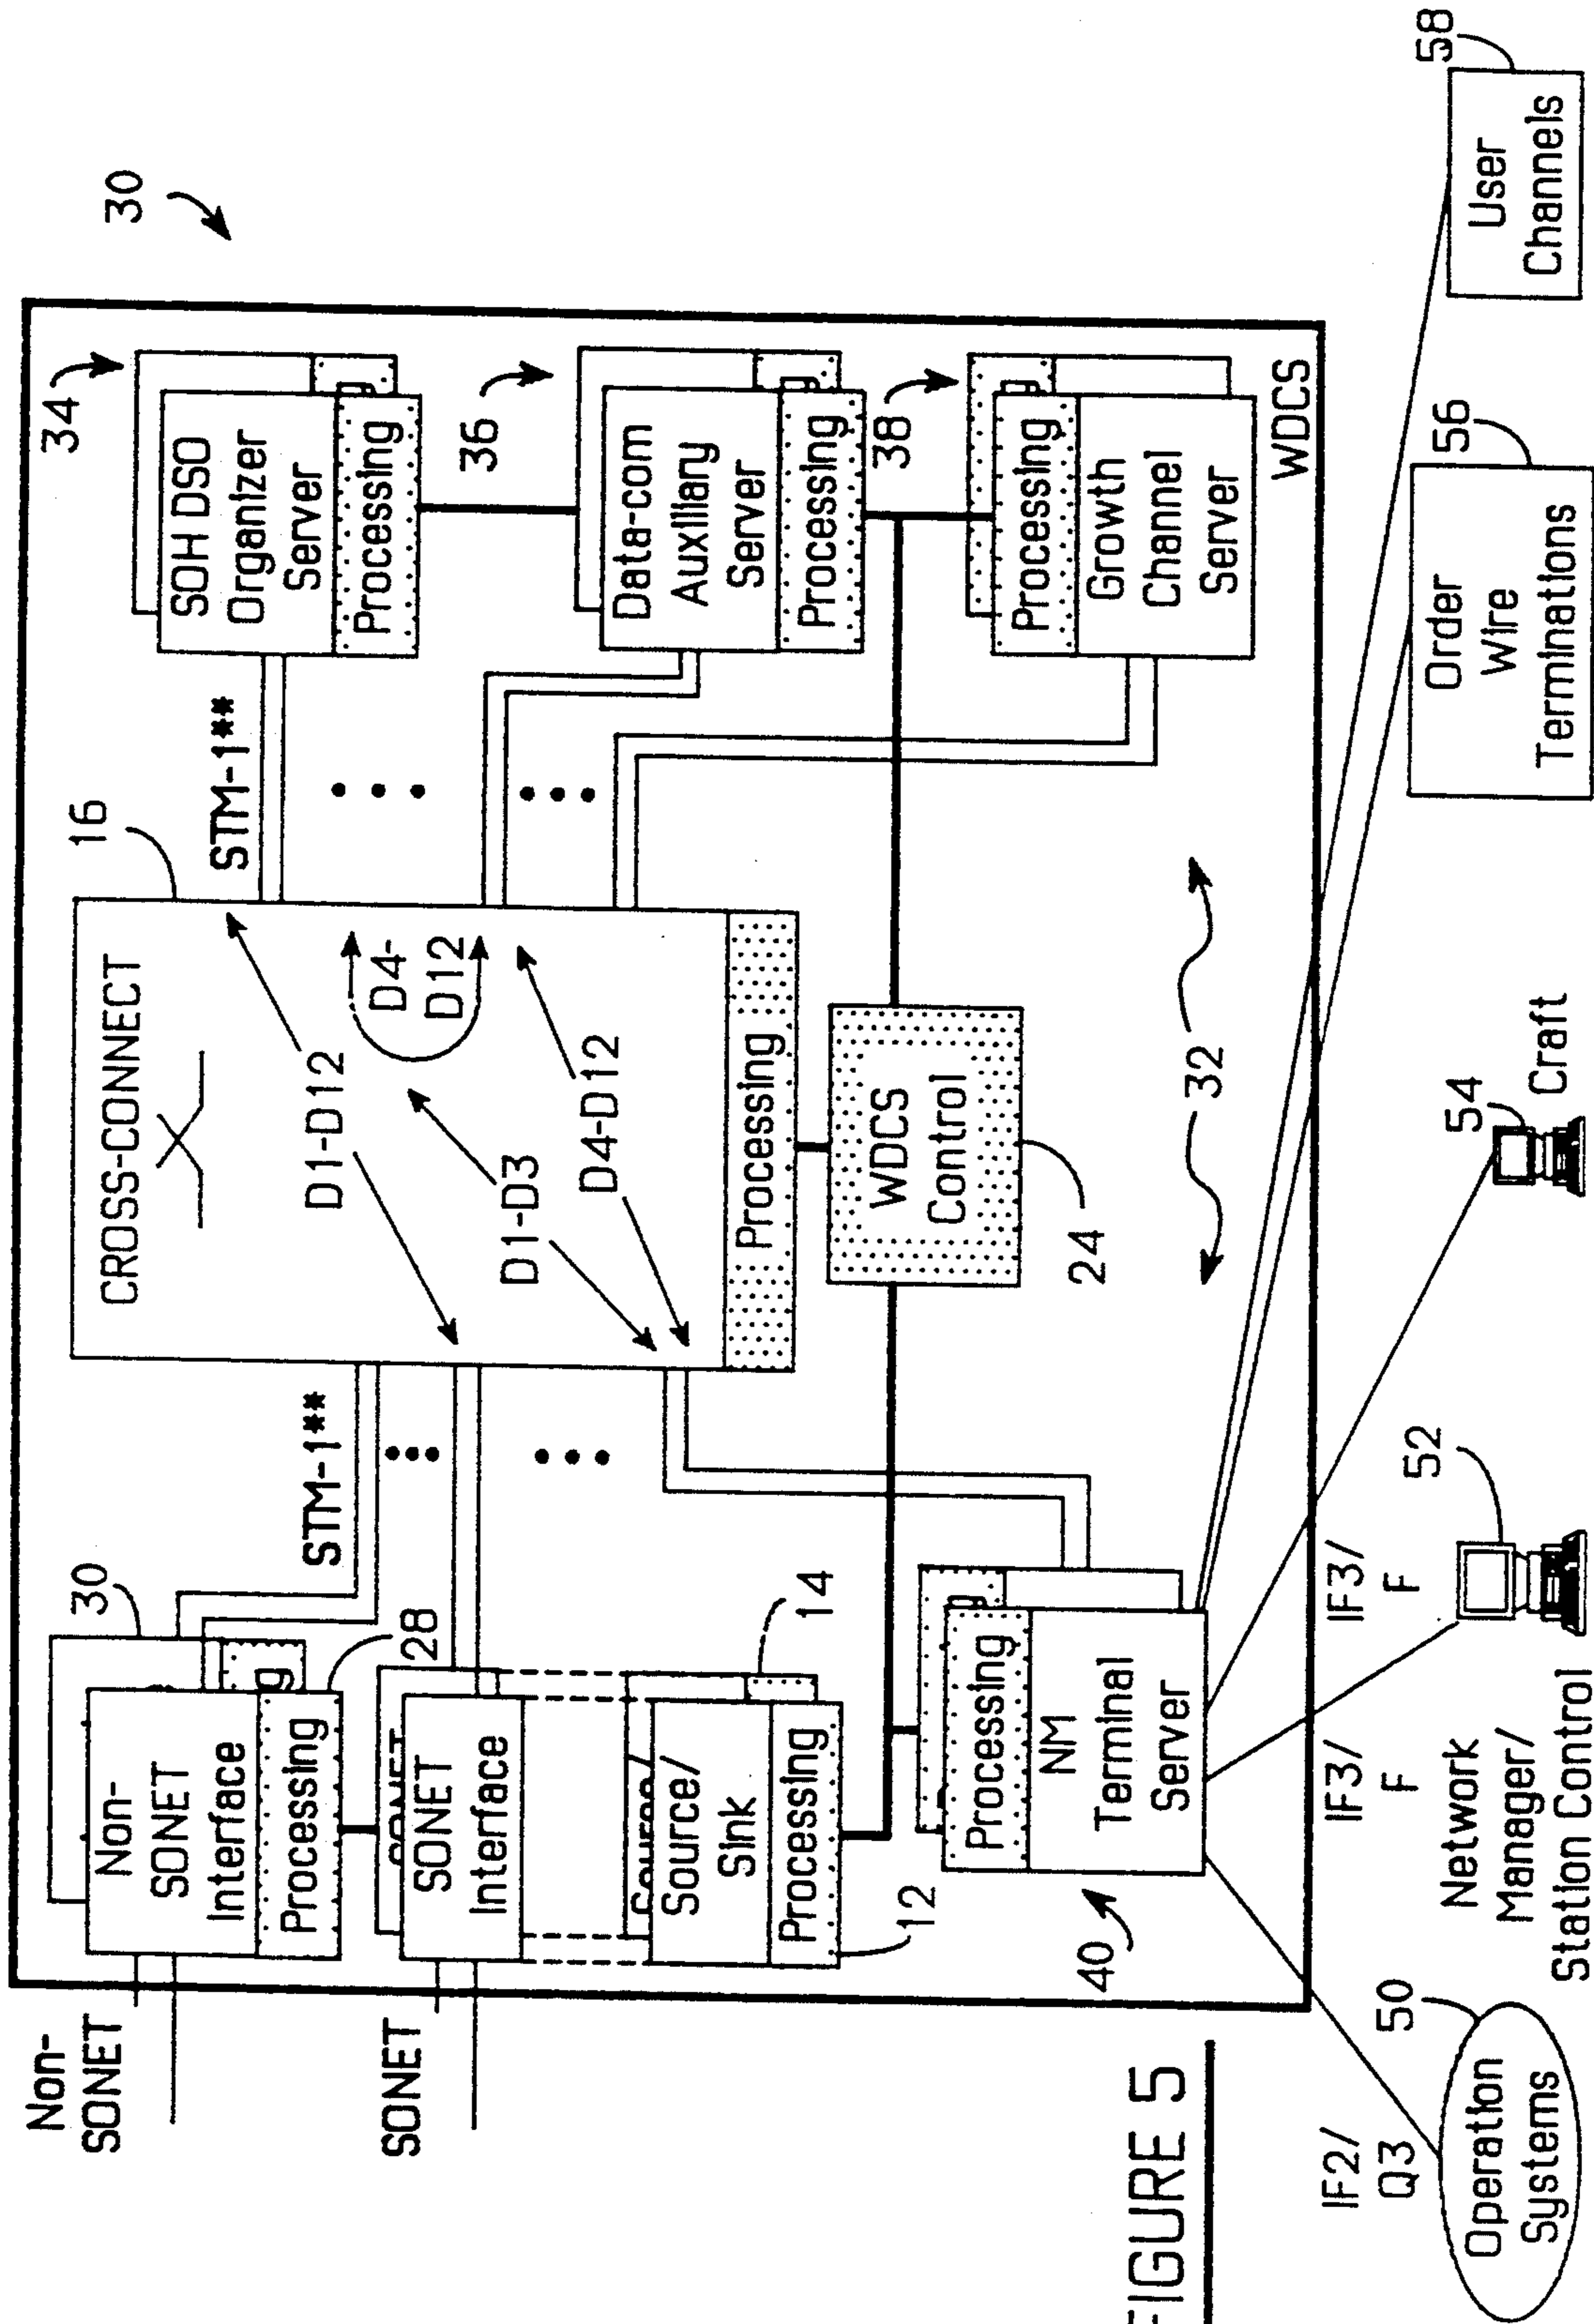 30
Non-
SONET
SONET
30
Non-
SONET
Interface
Processing
g
28
SONET
Interface
Source/
Source/
Sink
Processing
14
12
STM-1**
CROSS-CONNECT
16
D1-D12
D1-D3
D4-
D12
D4-D12
Processing
STM-1**
34
SOH DSO
Organizer
Server
Processing
g
36
Data-com
Auxiliary
Server
Processing
g
38
Processing
g
Growth
Channel
Server
WDCS
WDCS
Control
24
32
40
Processing
g
NM
Terminal
Server
FIGURE 5
IF2/
Q3
50
Operation
Systems
IF3/
F
IF3/
F
Network
Manager/
Station Control
52
54
Craft
56
Order
Wire
Terminations
58
User
Channels